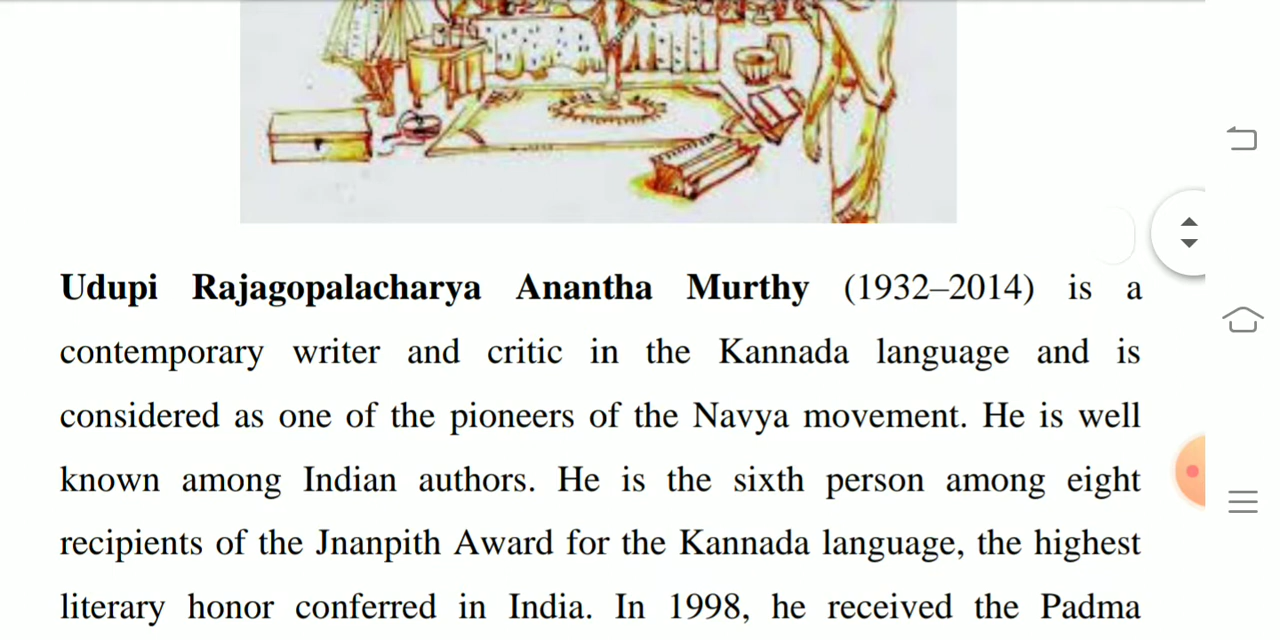 Udupi Rajagopalacharya Anantha Murthy (1932–2014) is a
contemporary writer and critic in the Kannada language and is
considered as one of the pioneers of the Navya movement. He is well
known among Indian authors. He is the sixth person among eight
recipients of the Jnanpith Award for the Kannada language, the highest
literary honor conferred in India. In 1998, he received the Padma